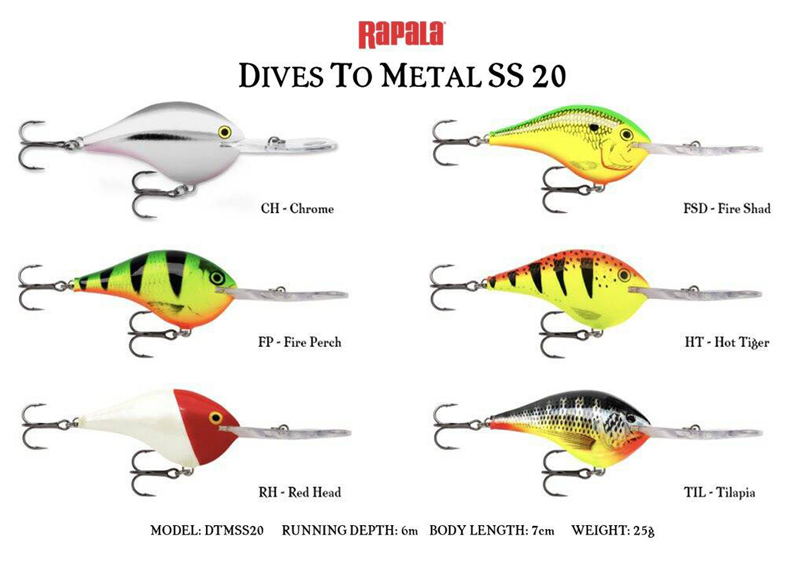 RAPALA
DIVES TO METAL SS 20
CH - Chrome
FSD - Fire Shad
FP - Fire Perch
HT - Hot Tiger
RH - Red Head
TIL - Tilapia
MODEL: DTMSS20 RUNNING DEPTH: 6m BODY LENGTH: 7cm WEIGHT: 25g